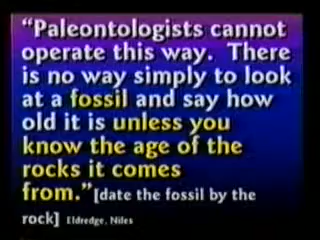 “Paleontologists cannot
operate this way. There
is no way simply to look
at a fossil and say how
old it is unless you
know the age of the
rocks it comes
from.”[date the fossil by the
rock] Eldredge, Niles